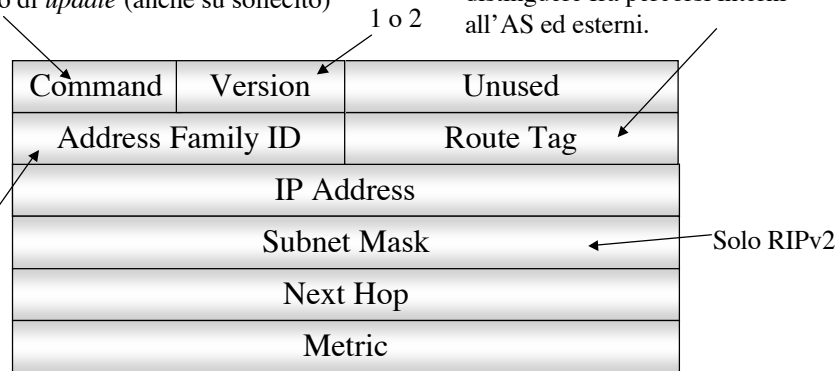 di update (anche su sollecito)
1 o 2
all'AS ed esterni.
Command Version Unused
Address Family ID Route Tag
IP Address
Subnet Mask
Solo RIPv2
Next Hop
Metric